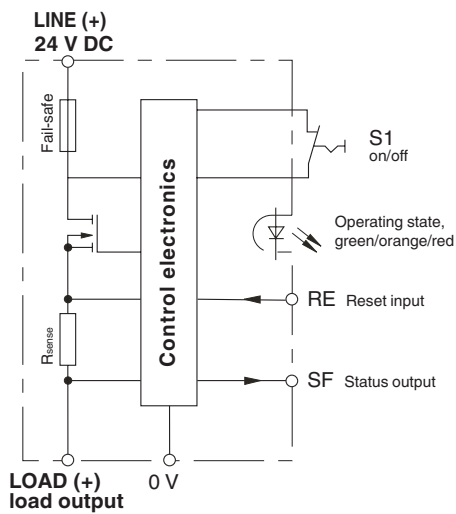 LINE (+)
24 V DC
Fail-safe
Control electronics
S1
on/off
Operating state,
green/orange/red
RE Reset input
Rsense
SF Status output
LOAD (+)
load output
0 V